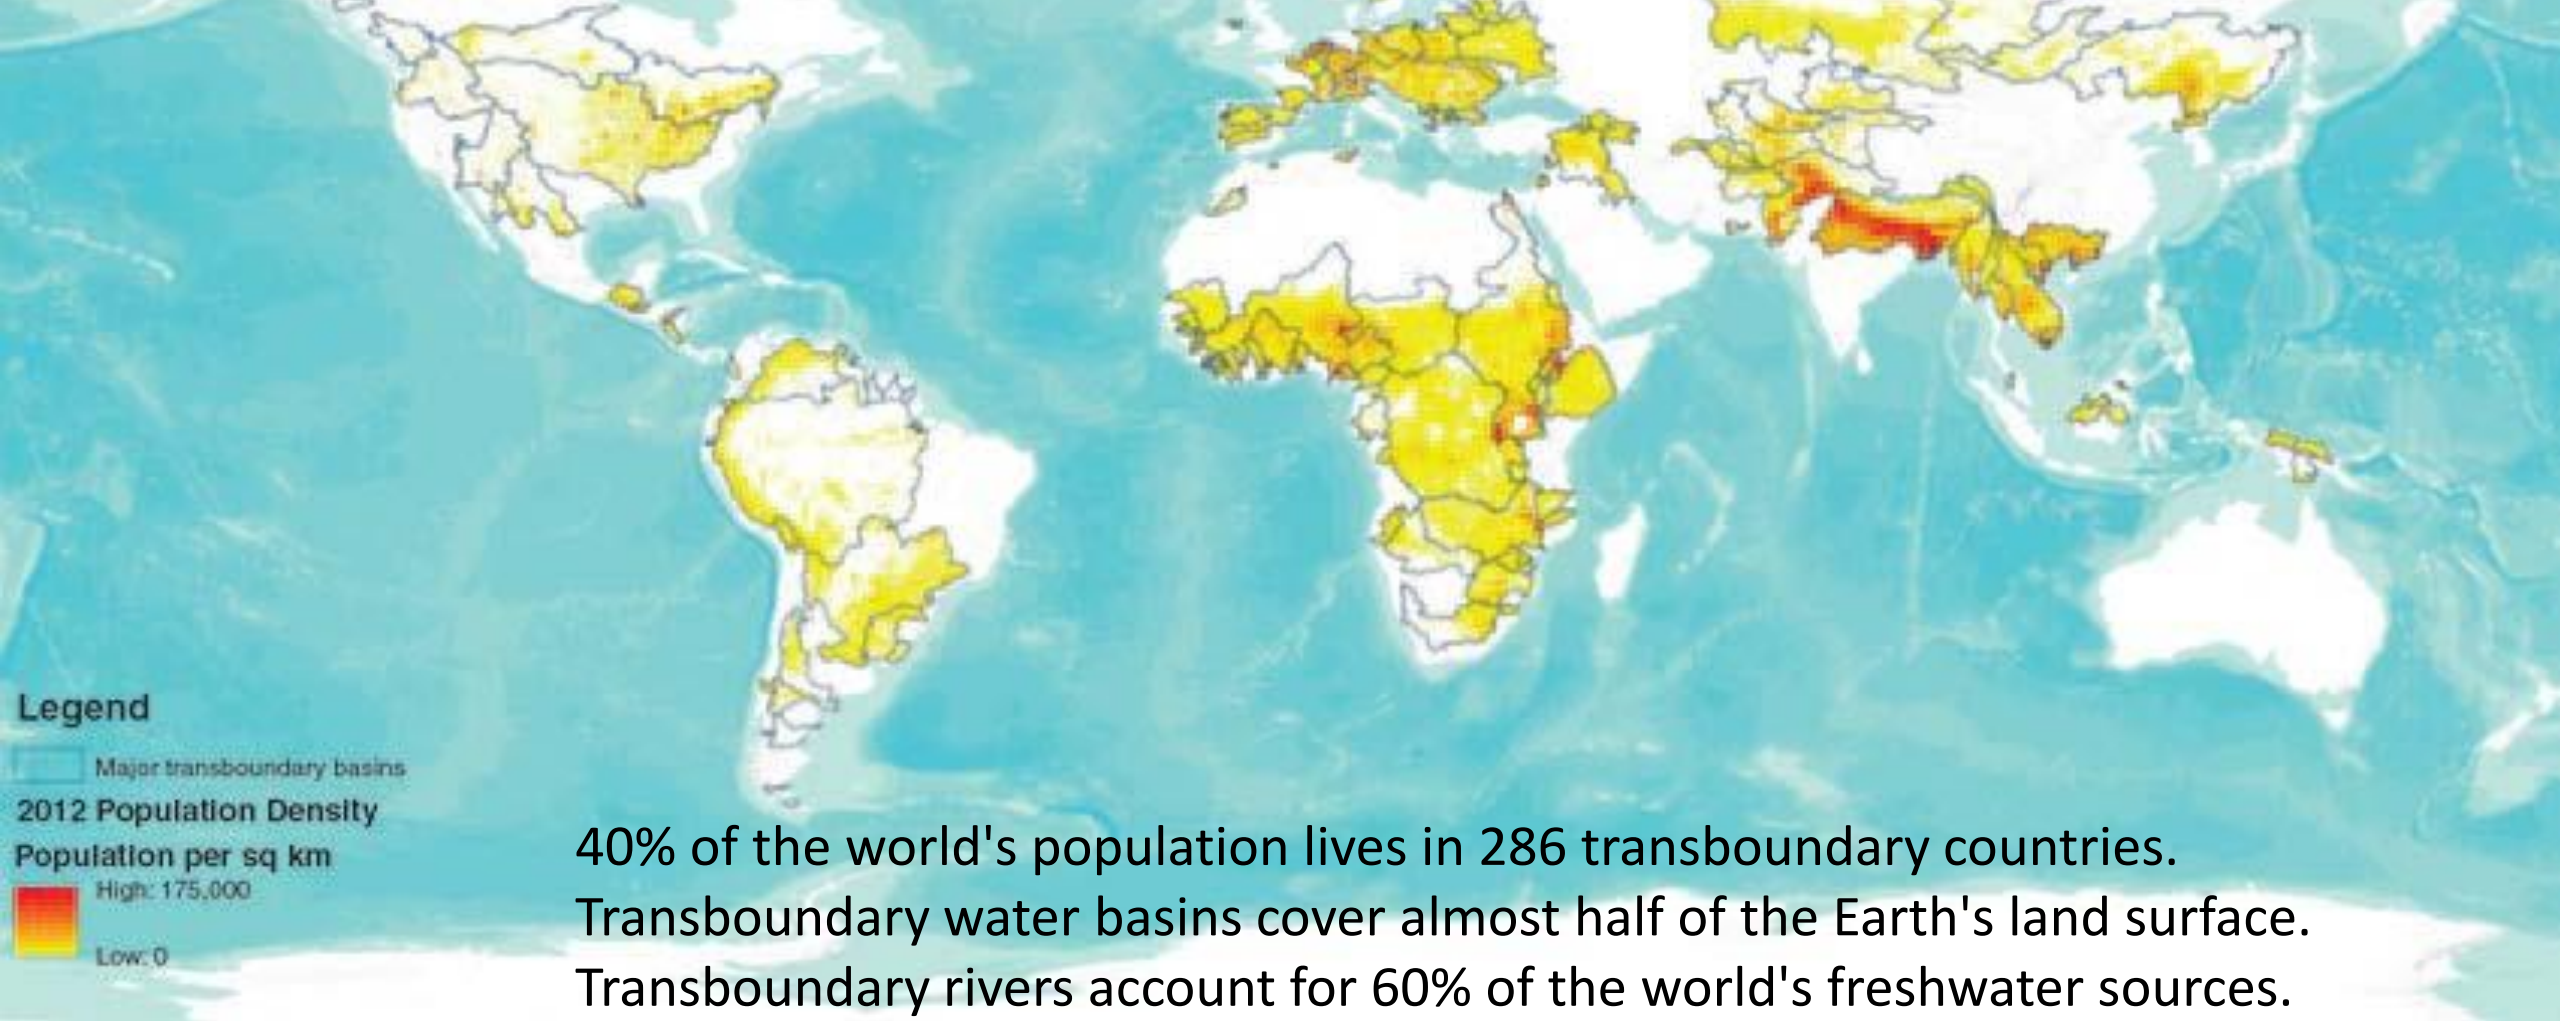 Legend
Major transboundary basins
2012 Population Density
Population per sq km
High: 175,000
Low: 0
40% of the world's population lives in 286 transboundary countries.
Transboundary water basins cover almost half of the Earth's land surface.
Transboundary rivers account for 60% of the world's freshwater sources.